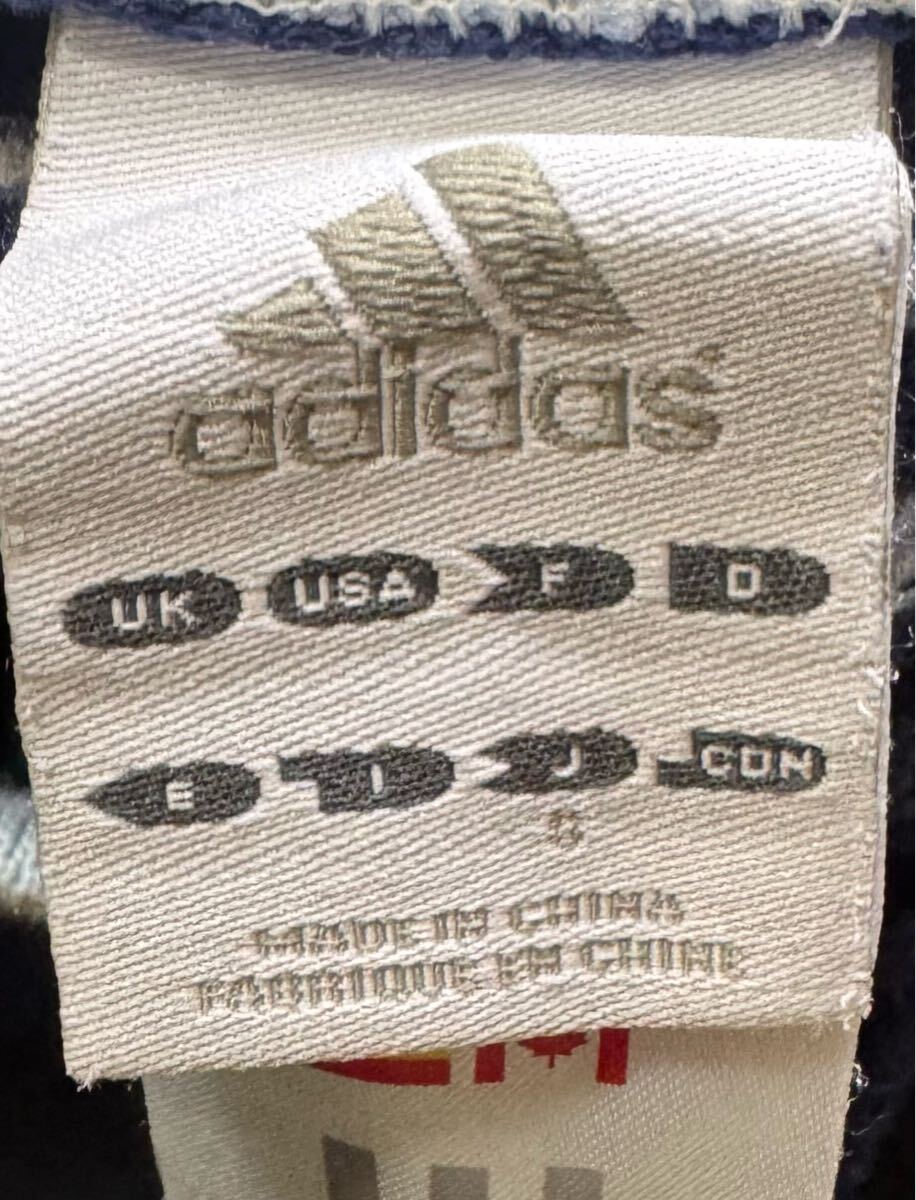 adidas
UK USA F D
E I J .COM
MADE IN CHINA
FABRIQUE EN CHINE